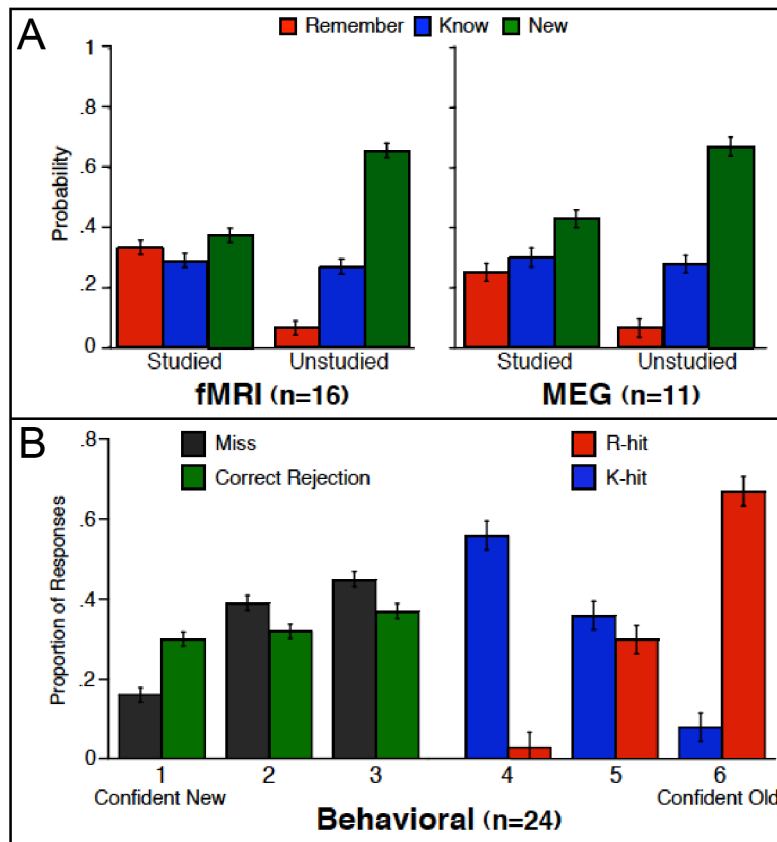 A
Remember Know New
Probability
1
.8
.6
.4
.2
0
Studied Unstudied Studied Unstudied
fMRI (n=16) MEG (n=11)
B
Proportion of Responses
.8
.6
.4
.2
0
Miss R-hit
Correct Rejection K-hit
1 2 3 4 5 6
Confident New Confident Old
Behavioral (n=24)